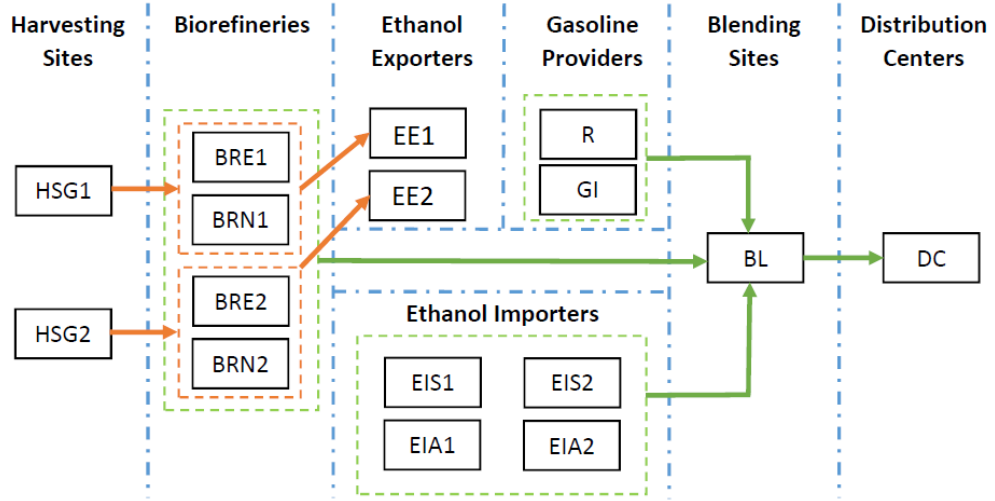 Harvesting
Sites
Biorefineries
Ethanol
Exporters
Gasoline
Providers
Blending
Sites
Distribution
Centers
HSG1
HSG2
BRE1
BRN1
BRE2
BRN2
EE1
EE2
R
GI
Ethanol Importers
EIS1
EIS2
EIA1
EIA2
BL
DC